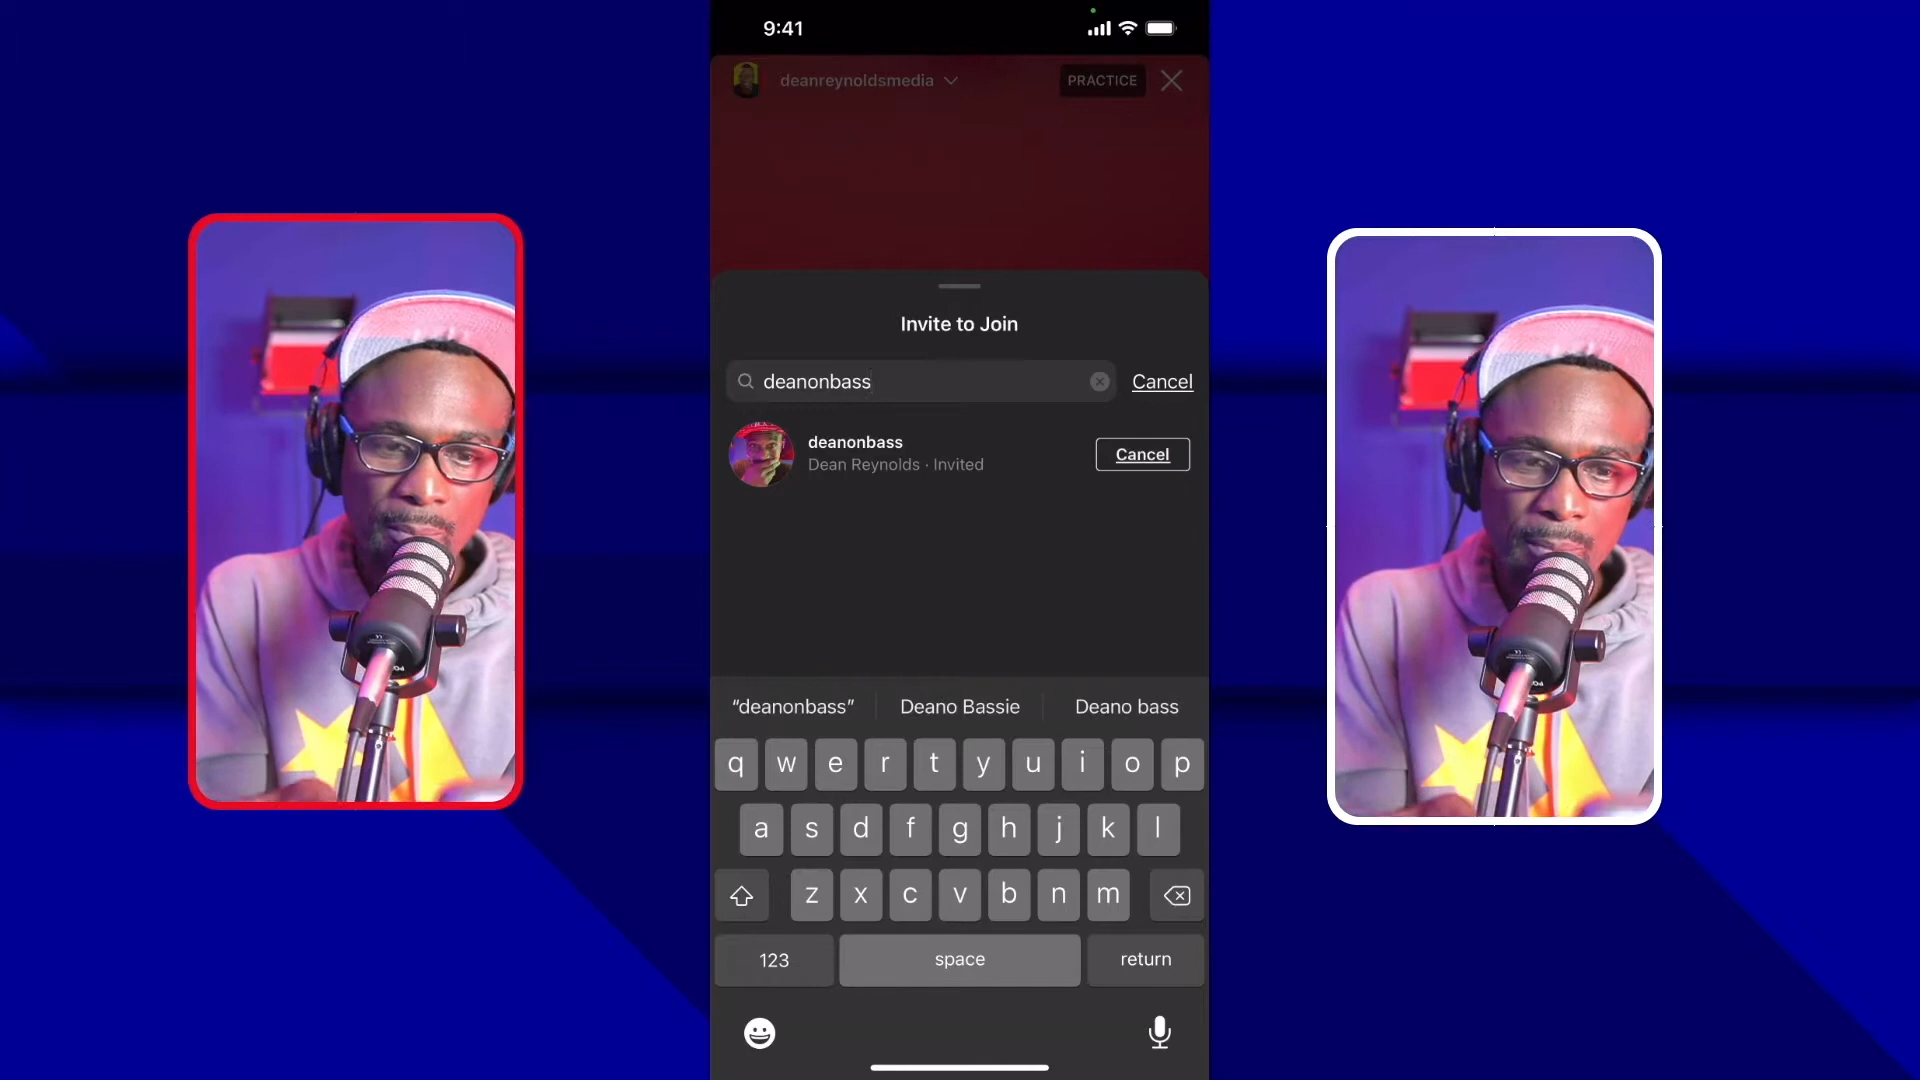 9:41
deanreynoldsmedia
PRACTICE
Invite to Join
deanonbass
Cancel
deanonbass
Dean Reynolds · Invited
Cancel
“deanonbass”
Deano Bassie
Deano bass
q w e r t y u i o p
a s d f g h j k l
z x c v b n m
123
space
return